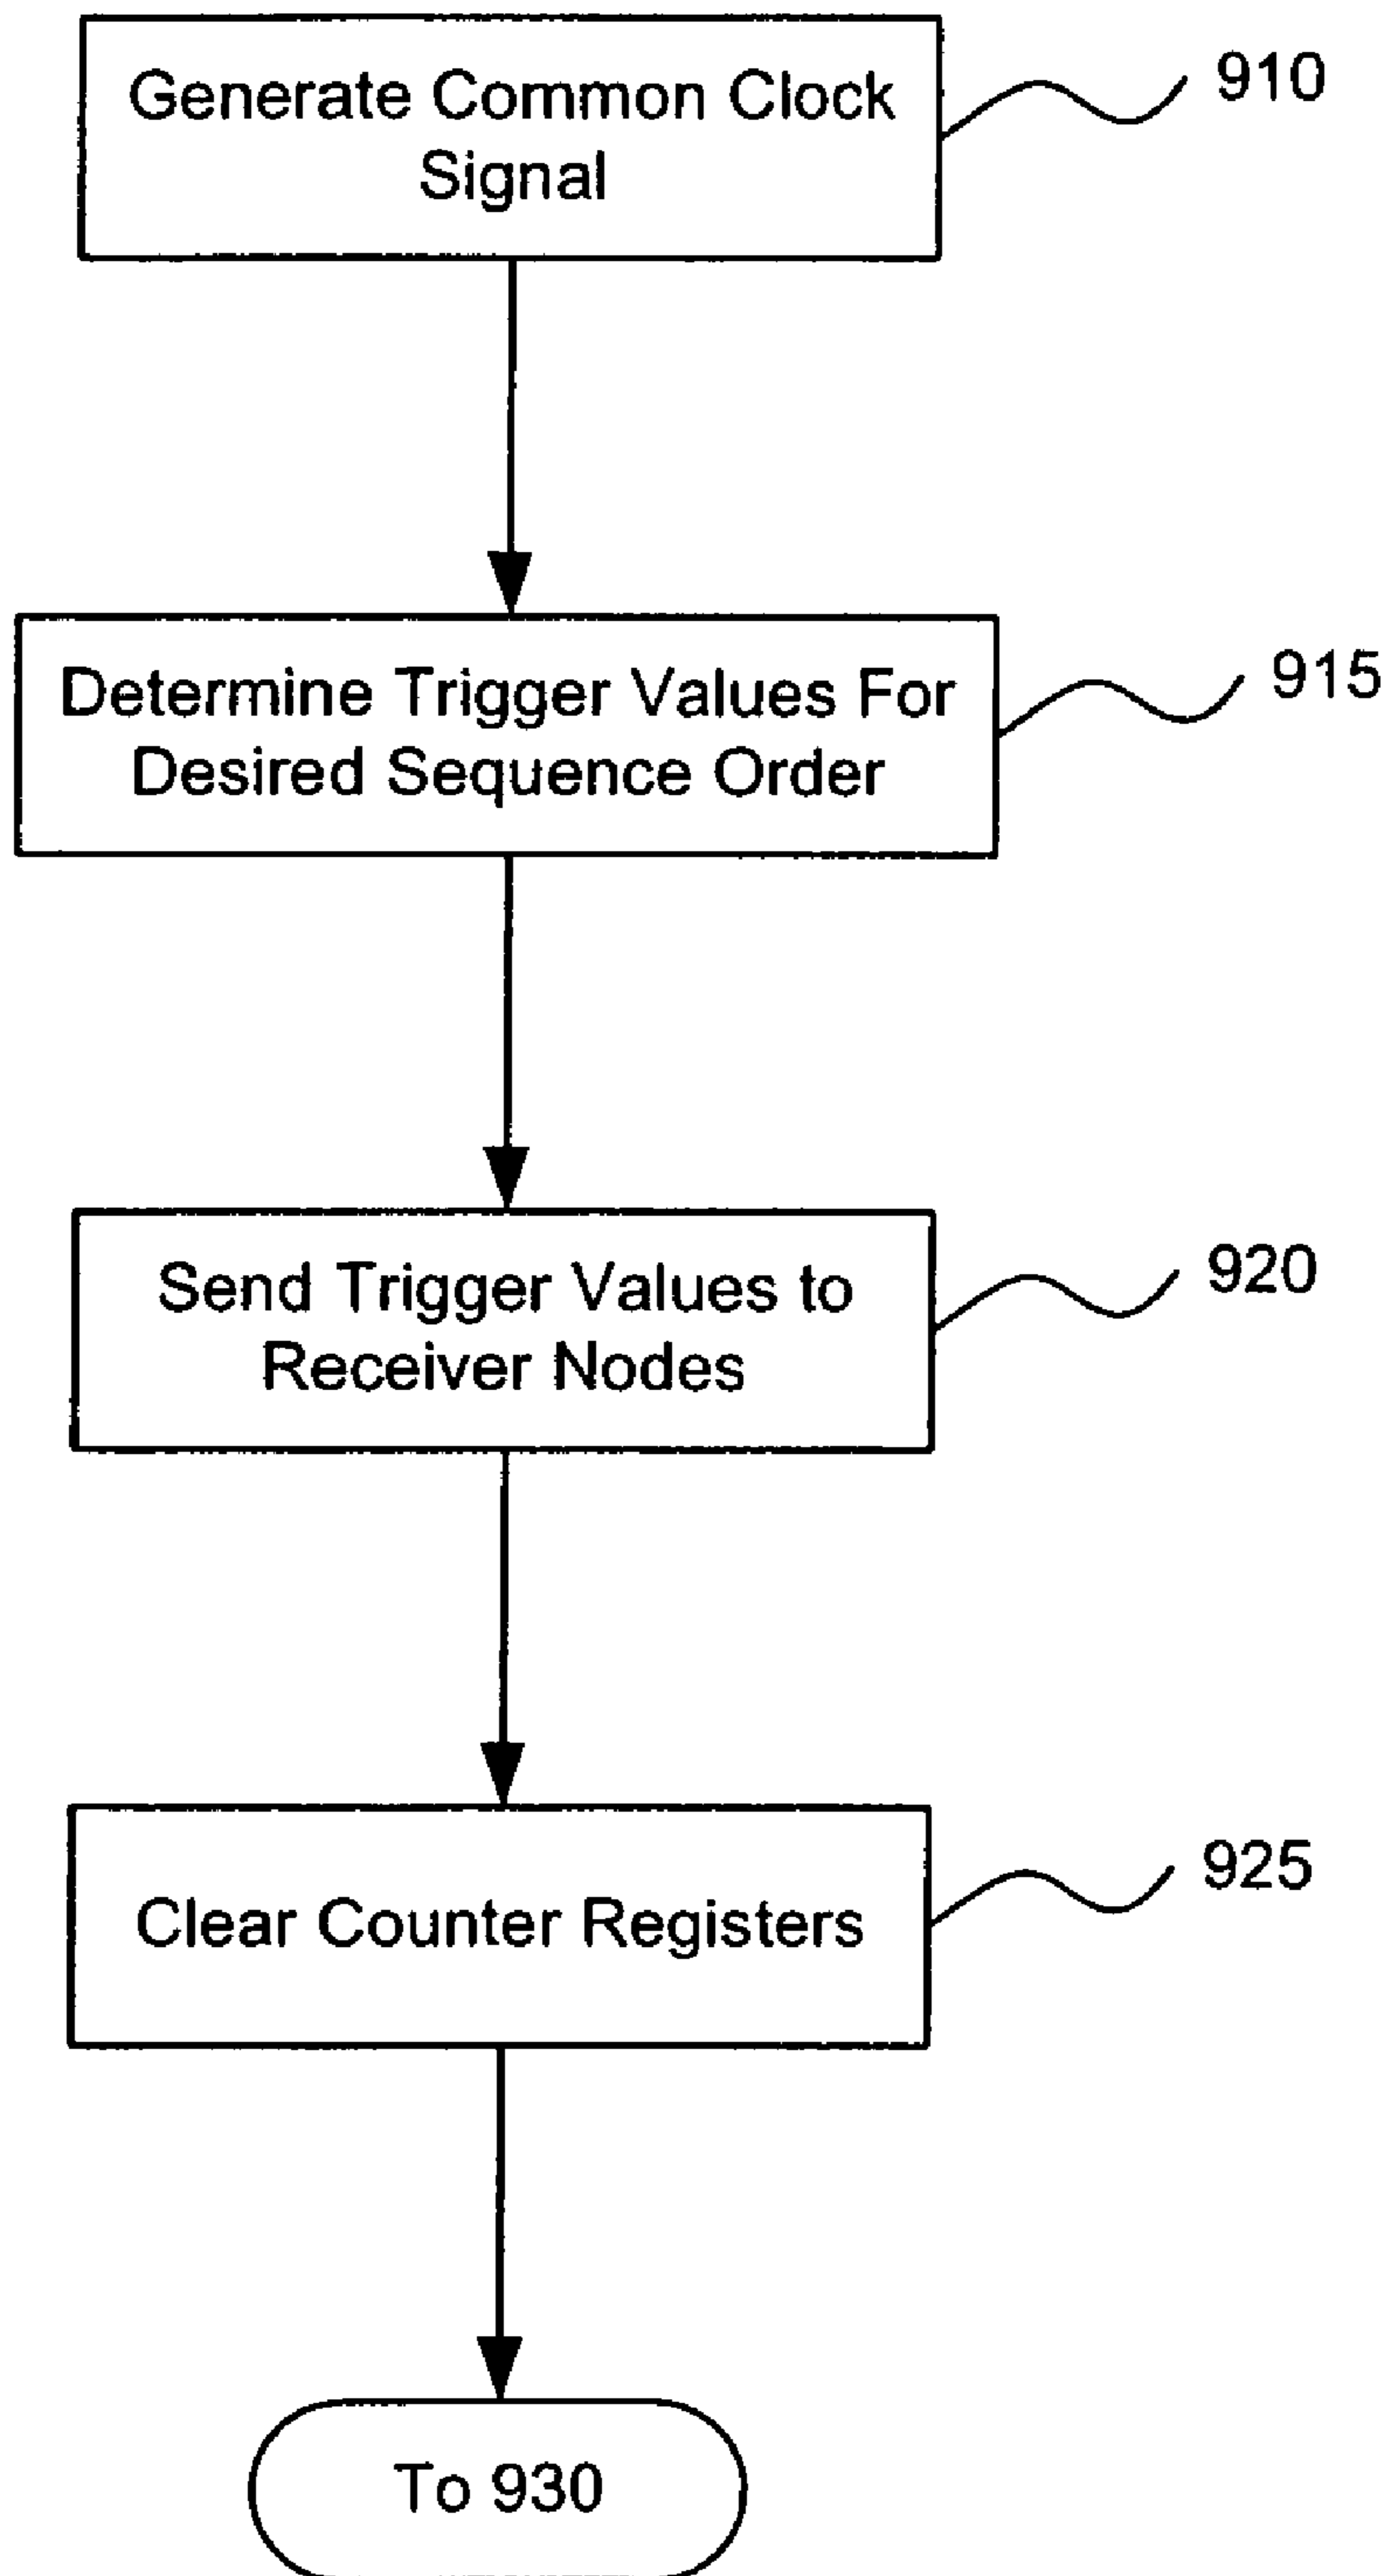 Generate Common Clock
Signal
910
Determine Trigger Values For
Desired Sequence Order
915
Send Trigger Values to
Receiver Nodes
920
Clear Counter Registers
925
To 930